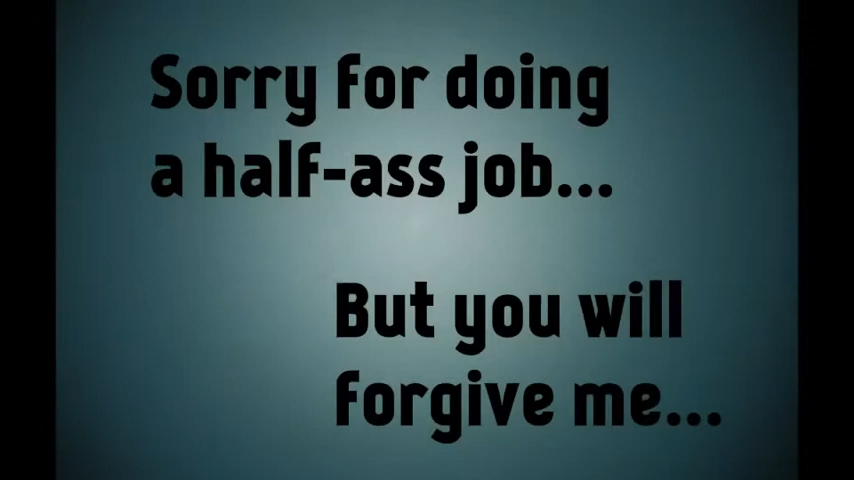 Sorry for doing
a half-ass job...
But you will
forgive me...